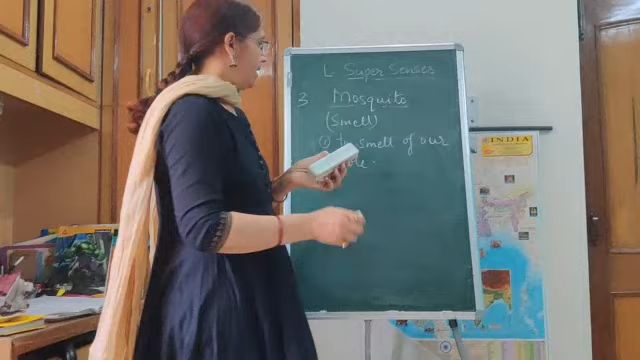 L Super Senses
3 Mosquito
(Smell)
① smell of our
INDIA